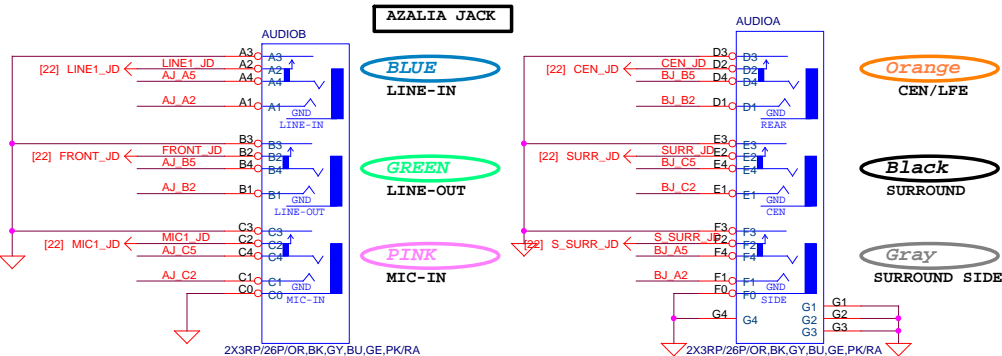 AZALIA JACK
AUDIOB
A3 A3
[22] LINE1_JD LINE1_JD A2 A2
AJ_A5 A4 A4
AJ_A2 A1 A1
GND
LINE-IN
BLUE
LINE-IN
B3 B3
[22] FRONT_JD FRONT_JD B2 B2
AJ_B5 B4 B4
AJ_B2 B1 B1
GND
LINE-OUT
GREEN
LINE-OUT
C3 C3
[22] MIC1_JD MIC1_JD C2 C2
AJ_C5 C4 C4
AJ_C2 C1 C1
GND
C0 C0
MIC-IN
PINK
MIC-IN
2X3RP/26P/OR,BK,GY,BU,GE,PK/RA
AUDIOA
D3 D3
[22] CEN_JD CEN_JD D2 D2
BJ_B5 D4 D4
BJ_B2 D1 D1
GND
REAR
Orange
CEN/LFE
E3 E3
[22] SURR_JD SURR_JD E2 E2
BJ_C5 E4 E4
BJ_C2 E1 E1
GND
CEN
Black
SURROUND
F3 F3
[22] S_SURR_JD S_SURR_JD F2 F2
BJ_A5 F4 F4
BJ_A2 F1 F1
GND
F0 F0
SIDE
Gray
SURROUND SIDE
G1 G1
G4 G4 G2 G2
G3 G3
2X3RP/26P/OR,BK,GY,BU,GE,PK/RA